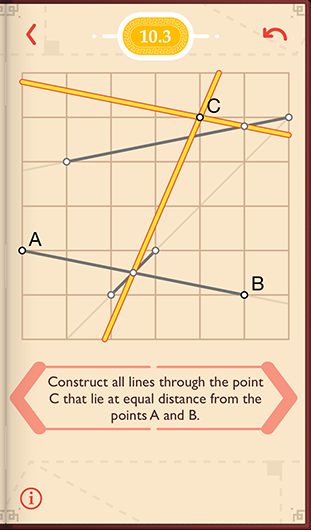 10.3
C
A
B
Construct all lines through the point
C that lie at equal distance from the
points A and B.
i